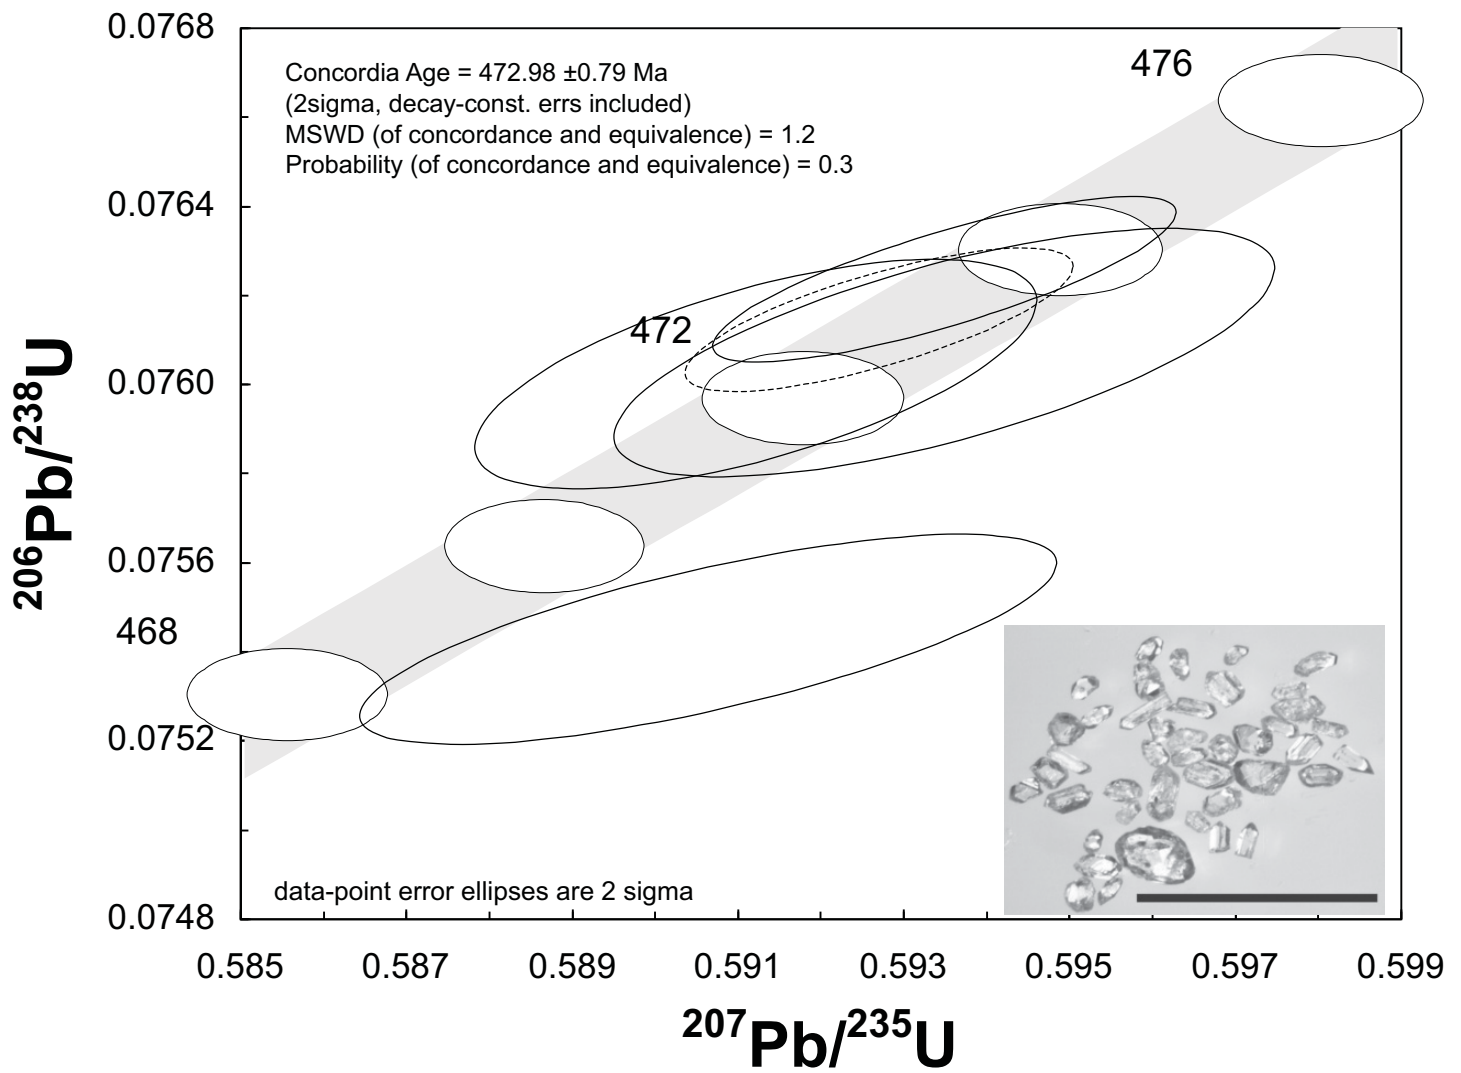 0.0768
Concordia Age = 472.98 ±0.79 Ma
(2sigma, decay-const. errs included)
MSWD (of concordance and equivalence) = 1.2
Probability (of concordance and equivalence) = 0.3
476
0.0764
472
0.0760
206Pb/238U
0.0756
468
0.0752
data-point error ellipses are 2 sigma
0.0748
0.585 0.587 0.589 0.591 0.593 0.595 0.597 0.599
207Pb/235U